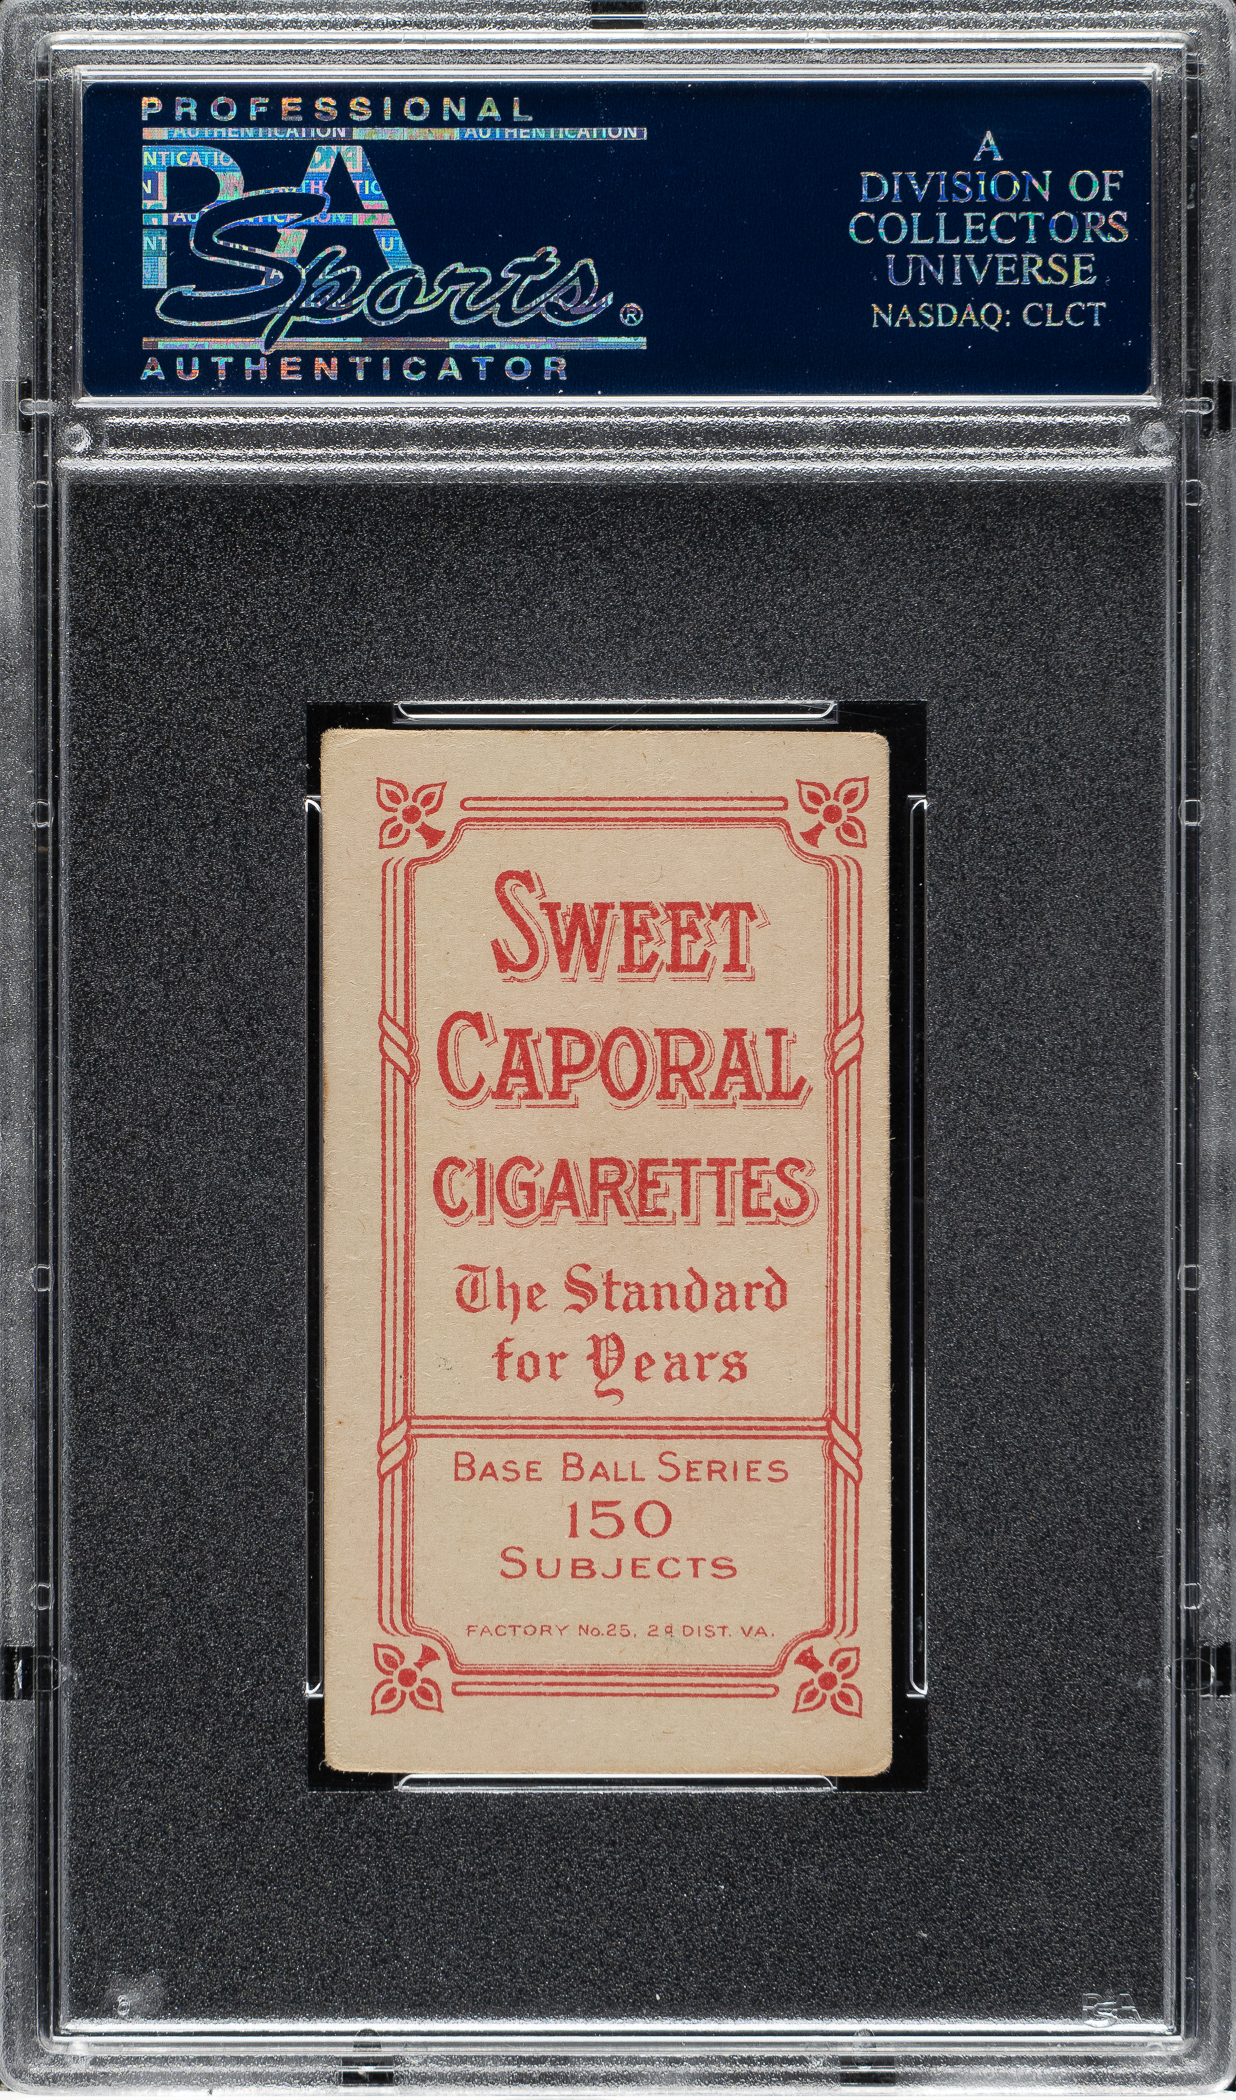 PROFESSIONAL
AUTHENTICATION AUTHENTICATION
PSA
Sports®
AUTHENTICATOR
A
DIVISION OF
COLLECTORS
UNIVERSE
NASDAQ: CLCT
SWEET
CAPORAL
CIGARETTES
The Standard
for Years
BASE BALL SERIES
150
SUBJECTS
FACTORY No. 25, 2d DIST. VA.
PSA